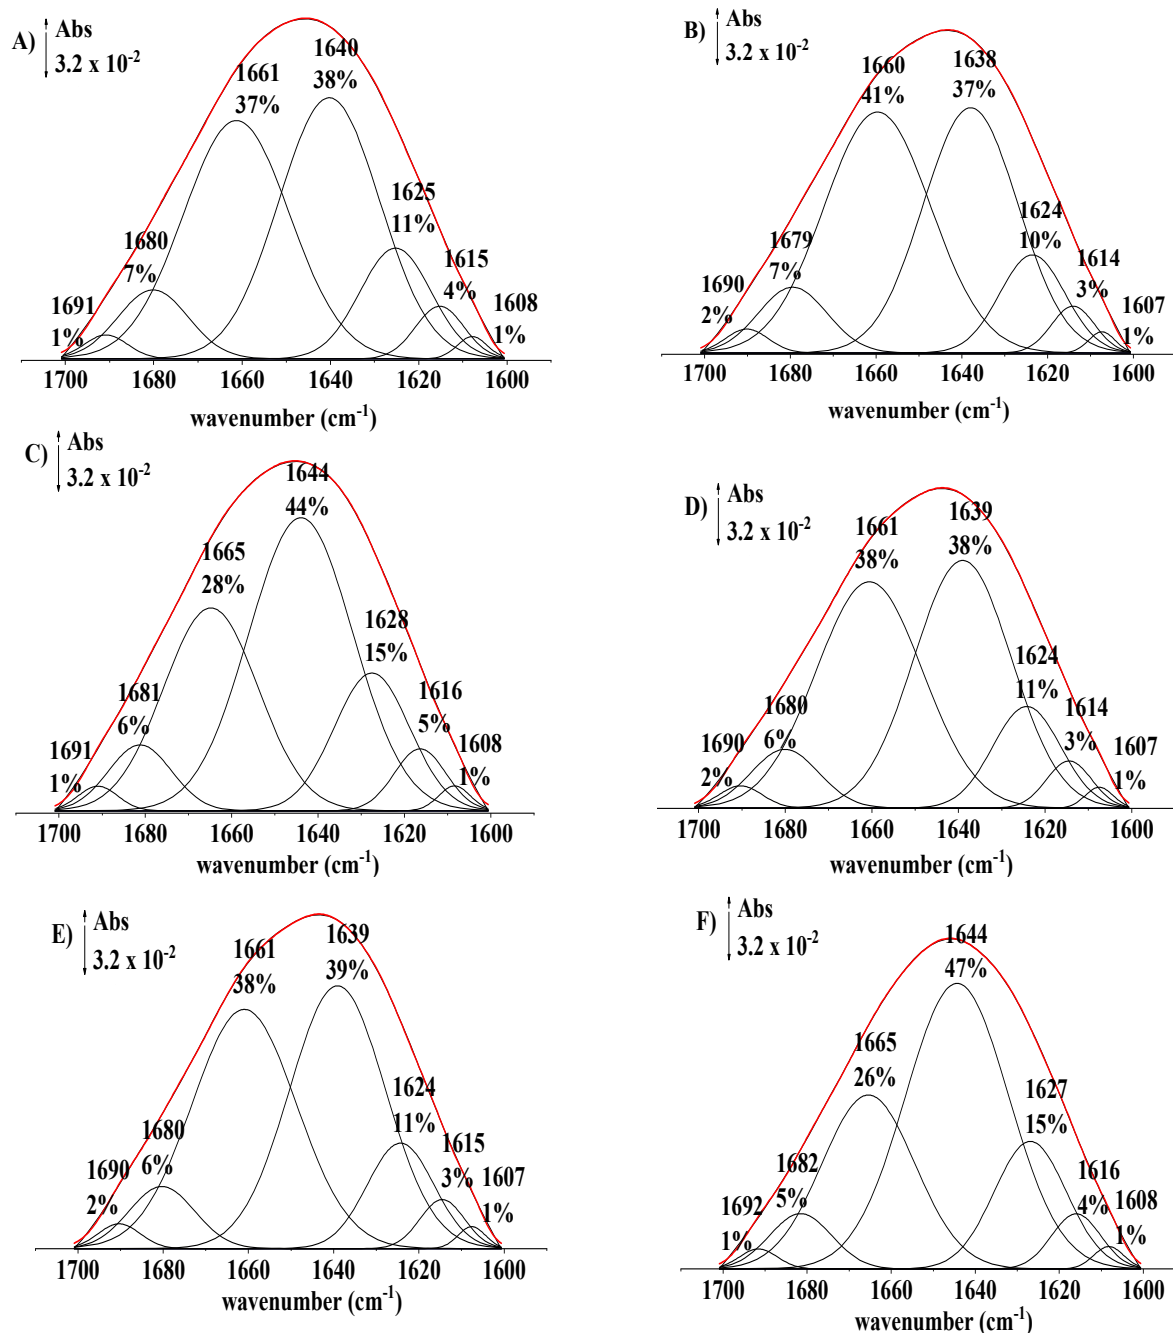 A)
Abs
3.2 x 10-2
1640
38%
1661
37%
1625
11%
1680
7%
1615
4%
1691
1%
1608
1%
1700 1680 1660 1640 1620 1600
wavenumber (cm-1)
B)
Abs
3.2 x 10-2
1660
41%
1638
37%
1624
10%
1679
7%
1614
3%
1690
2%
1607
1%
1700 1680 1660 1640 1620 1600
wavenumber (cm-1)
C)
Abs
3.2 x 10-2
1644
44%
1665
28%
1628
15%
1681
6%
1616
5%
1691
1%
1608
1%
1700 1680 1660 1640 1620 1600
wavenumber (cm-1)
D)
Abs
3.2 x 10-2
1661
38%
1639
38%
1624
11%
1680
6%
1614
3%
1690
2%
1607
1%
1700 1680 1660 1640 1620 1600
wavenumber (cm-1)
E)
Abs
3.2 x 10-2
1661
38%
1639
39%
1624
11%
1680
6%
1615
3%
1690
2%
1607
1%
1700 1680 1660 1640 1620 1600
wavenumber (cm-1)
F)
Abs
3.2 x 10-2
1644
47%
1665
26%
1627
15%
1682
5%
1616
4%
1692
1%
1608
1%
1700 1680 1660 1640 1620 1600
wavenumber (cm-1)